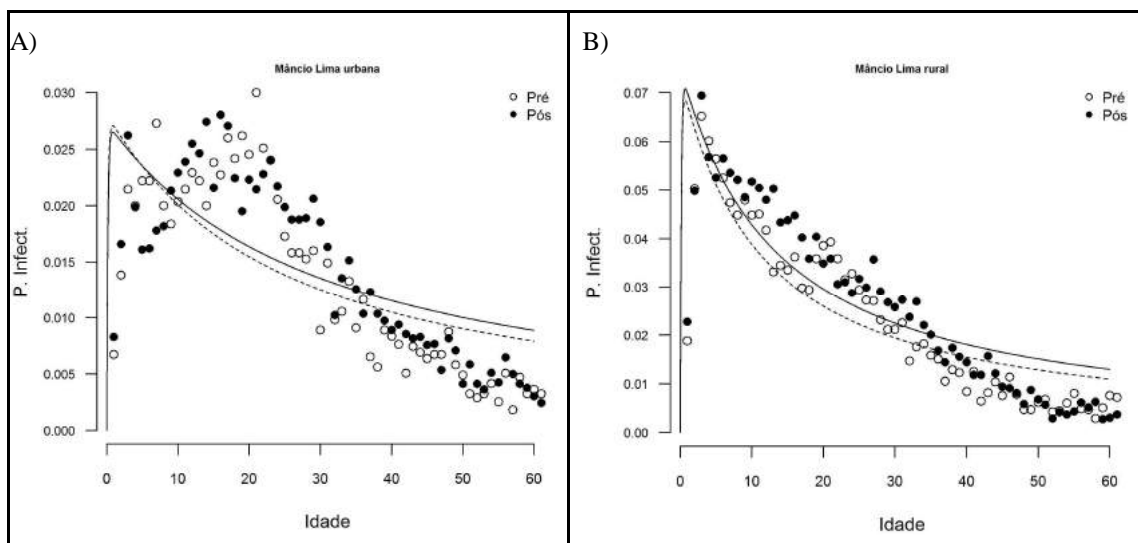 A)
Mâncio Lima urbana
Pré
Pós
0.030
0.025
0.020
0.015
0.010
0.005
0.000
P. Infect.
0 10 20 30 40 50 60
Idade
B)
Mâncio Lima rural
Pré
Pós
0.07
0.06
0.05
0.04
0.03
0.02
0.01
0.00
P. Infect.
0 10 20 30 40 50 60
Idade